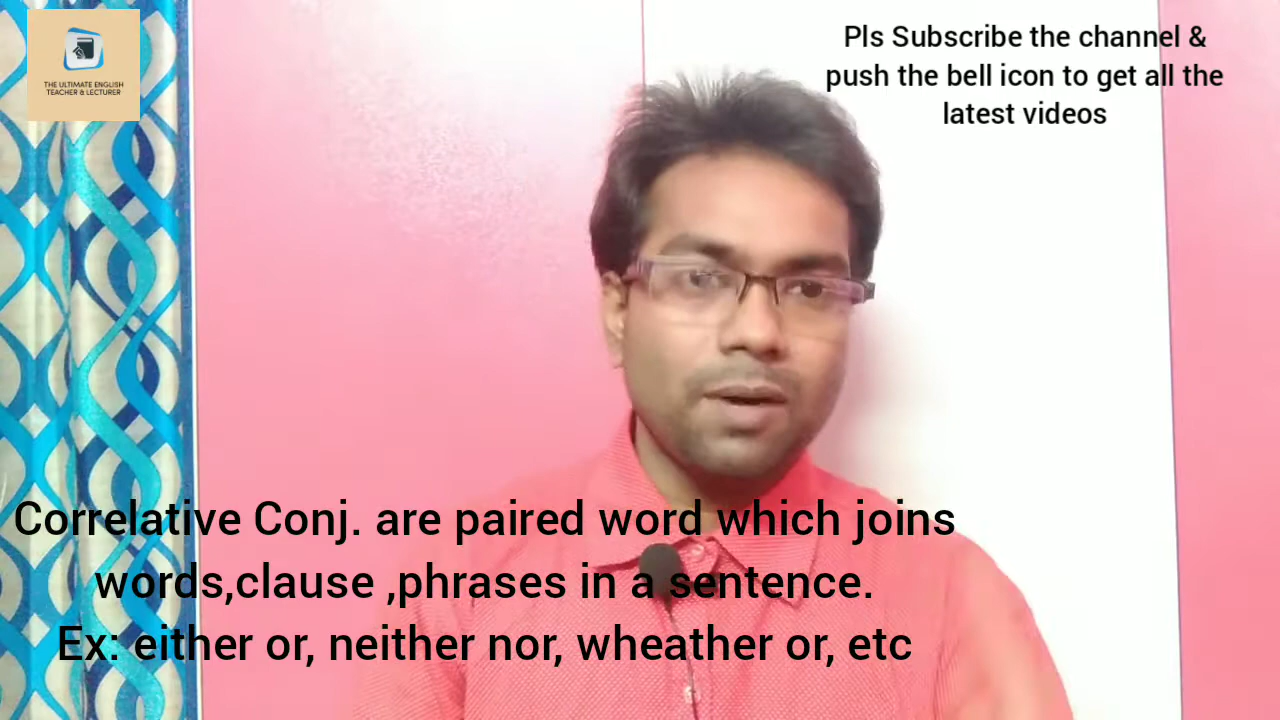 THE ULTIMATE ENGLISH
TEACHER & LECTURER
Pls Subscribe the channel &
push the bell icon to get all the
latest videos
Correlative Conj. are paired word which joins
words,clause ,phrases in a sentence.
Ex: either or, neither nor, wheather or, etc